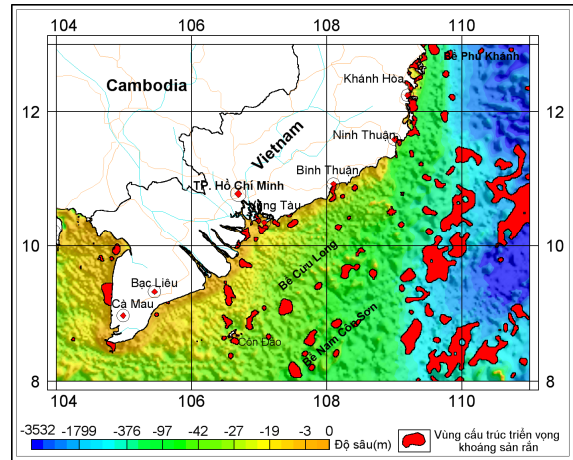 104 106 108 110
Bể Phú Khánh
Cambodia
Khánh Hòa
12 12
Ninh Thuận
Vietnam
Bình Thuận
TP. Hồ Chí Minh
Vũng Tàu
10 10
Bể Cửu Long
Bạc Liêu
Cà Mau
Côn Đảo
Bể Nam Côn Sơn
8 8
104 106 108 110
-3532 -1799 -376 -97 -42 -27 -19 -3 0
Độ sâu(m)
Vùng cấu trúc triển vọng
khoáng sản rắn